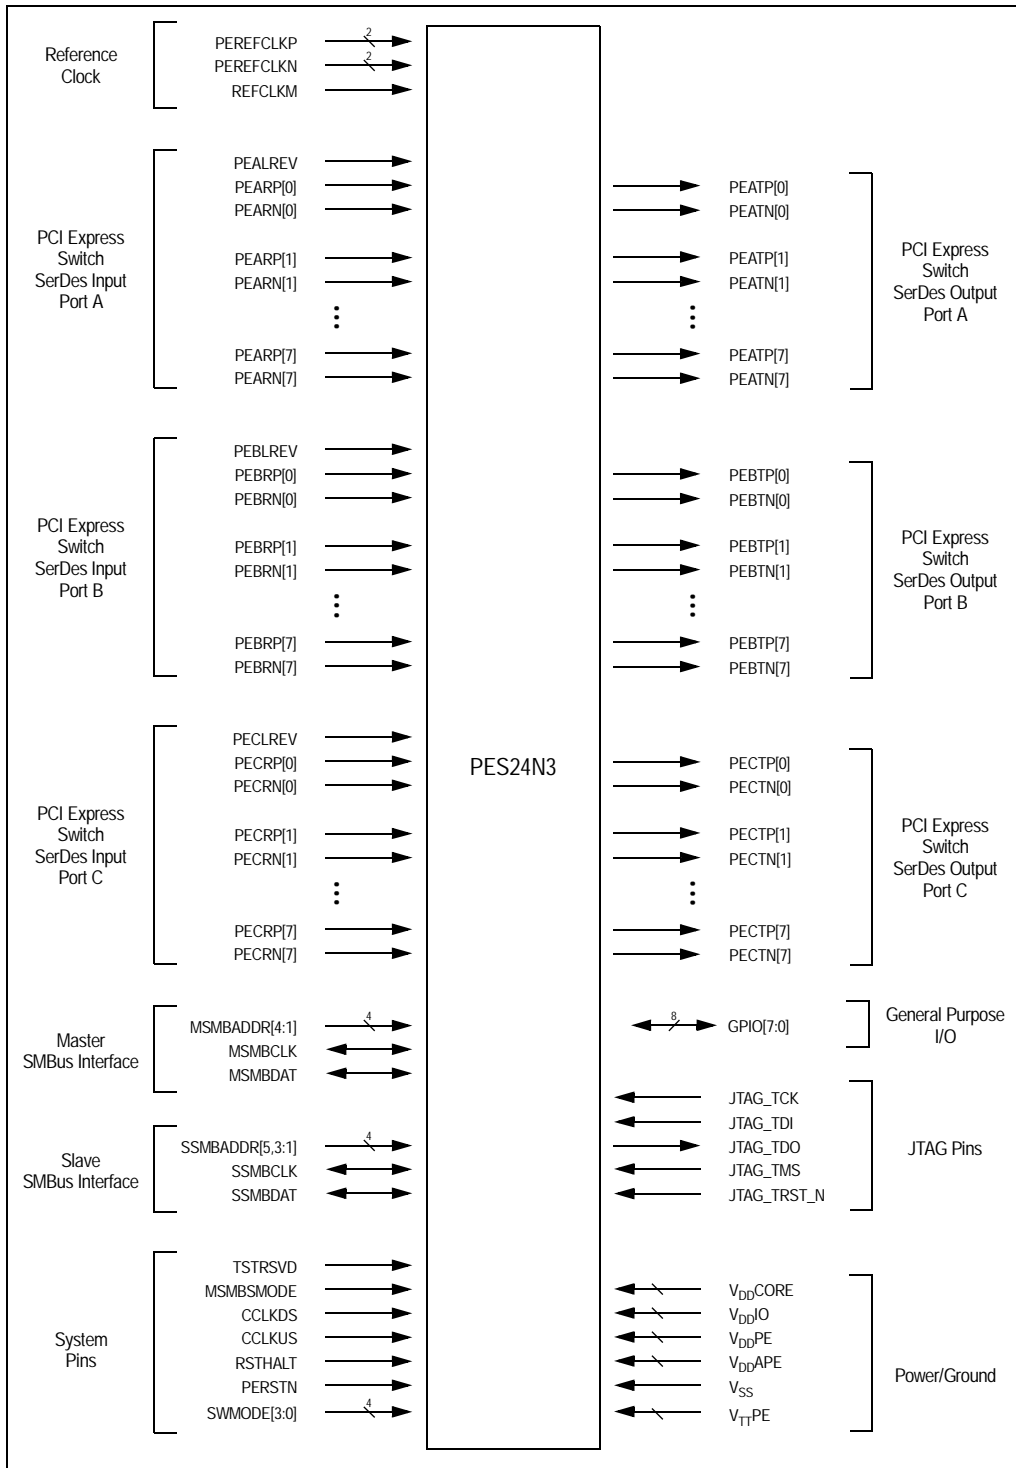 Reference
Clock
PEREFCLKP
2
PEREFCLKN
2
REFCLKM
PCI Express
Switch
SerDes Input
Port A
PEALREV
PEARP[0]
PEARN[0]
PEARP[1]
PEARN[1]
PEARP[7]
PEARN[7]
PCI Express
Switch
SerDes Input
Port B
PEBLREV
PEBRP[0]
PEBRN[0]
PEBRP[1]
PEBRN[1]
PEBRP[7]
PEBRN[7]
PCI Express
Switch
SerDes Input
Port C
PECLREV
PECRP[0]
PECRN[0]
PECRP[1]
PECRN[1]
PECRP[7]
PECRN[7]
Master
SMBus Interface
MSMBADDR[4:1]
4
MSMBCLK
MSMBDAT
Slave
SMBus Interface
SSMBADDR[5,3:1]
4
SSMBCLK
SSMBDAT
System
Pins
TSTRSVD
MSMBSMODE
CCLKDS
CCLKUS
RSTHALT
PERSTN
SWMODE[3:0]
4
PES24N3
PEATP[0]
PEATN[0]
PEATP[1]
PEATN[1]
PEATP[7]
PEATN[7]
PCI Express
Switch
SerDes Output
Port A
PEBTP[0]
PEBTN[0]
PEBTP[1]
PEBTN[1]
PEBTP[7]
PEBTN[7]
PCI Express
Switch
SerDes Output
Port B
PECTP[0]
PECTN[0]
PECTP[1]
PECTN[1]
PECTP[7]
PECTN[7]
PCI Express
Switch
SerDes Output
Port C
8
GPIO[7:0]
General Purpose
I/O
JTAG_TCK
JTAG_TDI
JTAG_TDO
JTAG_TMS
JTAG_TRST_N
JTAG Pins
VDDCORE
VDDIO
VDDPE
VDDAPE
VSS
VTTPE
Power/Ground